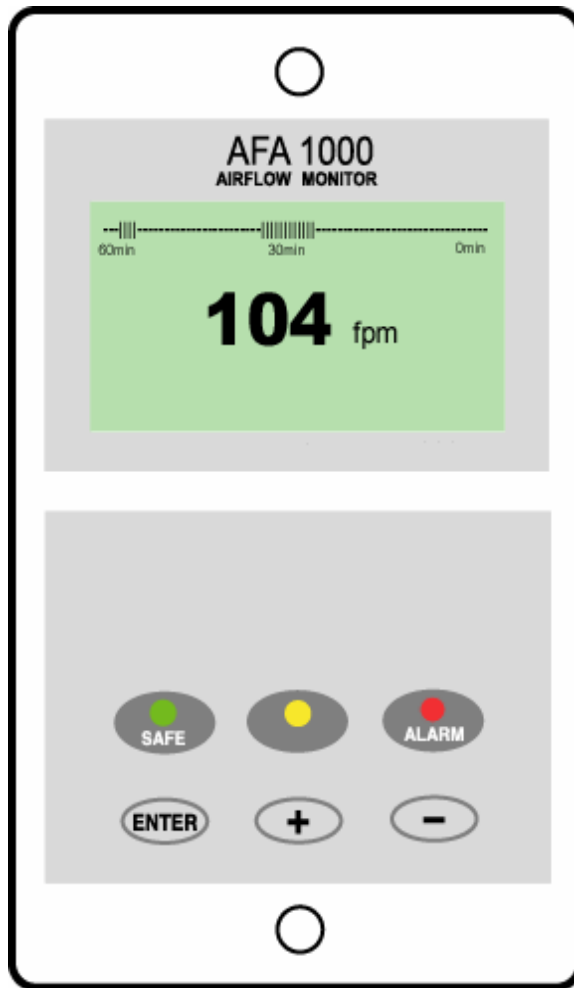 AFA 1000
AIRFLOW MONITOR
60min 30min 0min
104 fpm
SAFE ALARM
ENTER + -